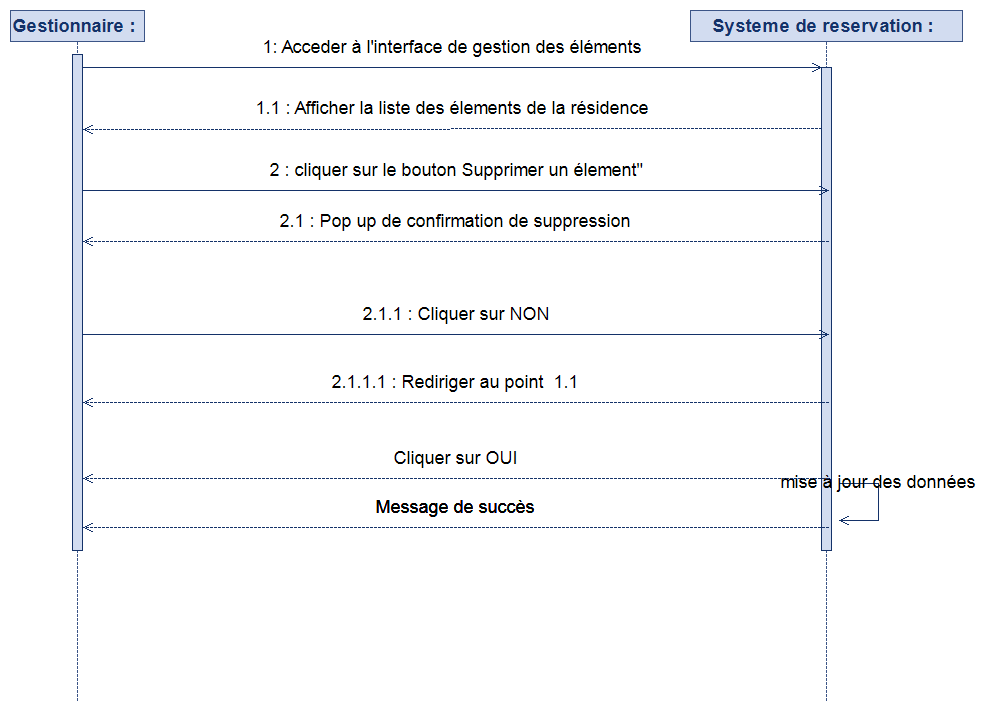 Gestionnaire :
Systeme de reservation :
1: Acceder à l'interface de gestion des éléments
1.1 : Afficher la liste des élements de la résidence
2 : cliquer sur le bouton Supprimer un élement"
2.1 : Pop up de confirmation de suppression
2.1.1 : Cliquer sur NON
2.1.1.1 : Rediriger au point 1.1
Cliquer sur OUI
mise à jour des données
Message de succès